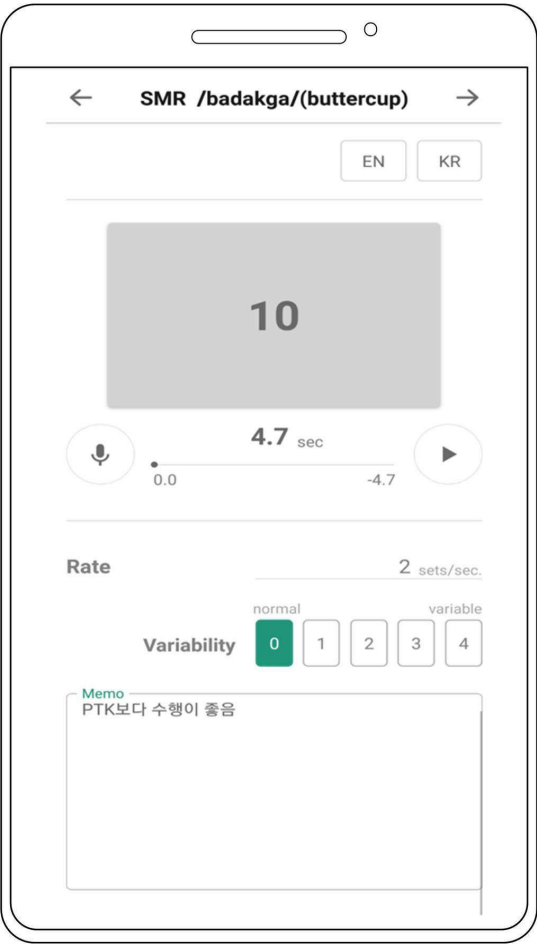 SMR /badakga/(buttercup)
EN KR
10
4.7 sec
0.0 -4.7
Rate 2 sets/sec.
normal variable
Variability 0 1 2 3 4
Memo
PTK보다 수행이 좋음